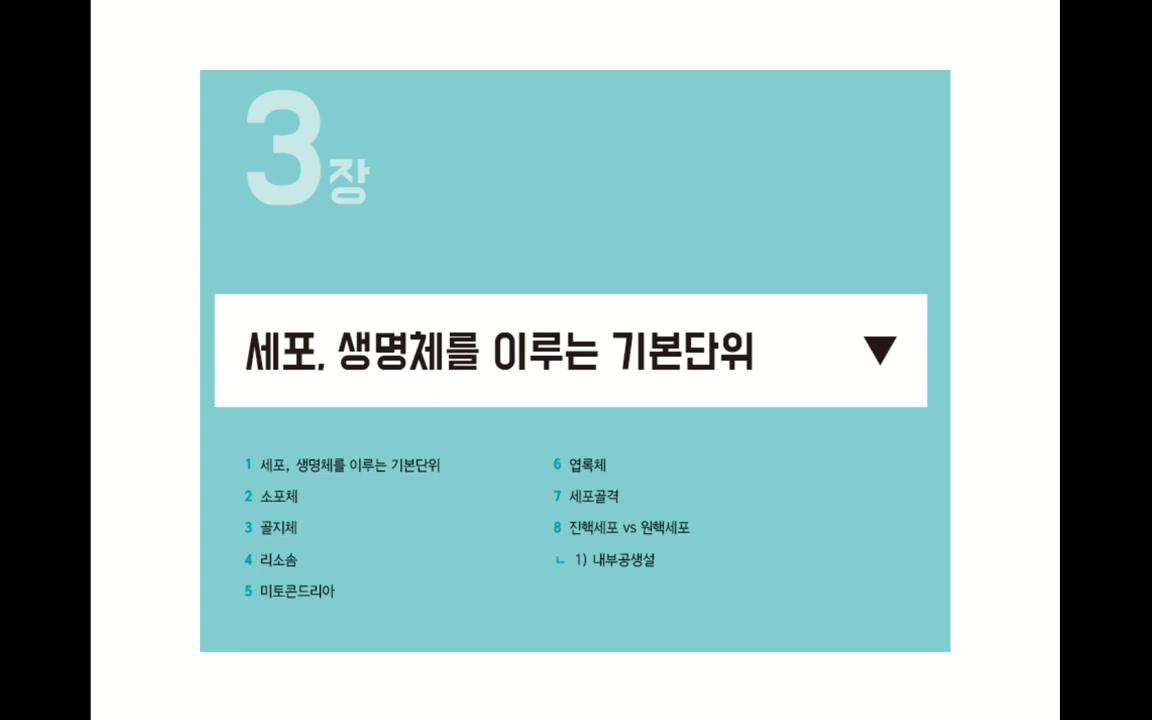 3장
세포, 생명체를 이루는 기본단위 ▼
1 세포, 생명체를 이루는 기본단위
2 소포체
3 골지체
4 리소솜
5 미토콘드리아
6 엽록체
7 세포골격
8 진핵세포 vs 원핵세포
ㄴ 1) 내부공생설